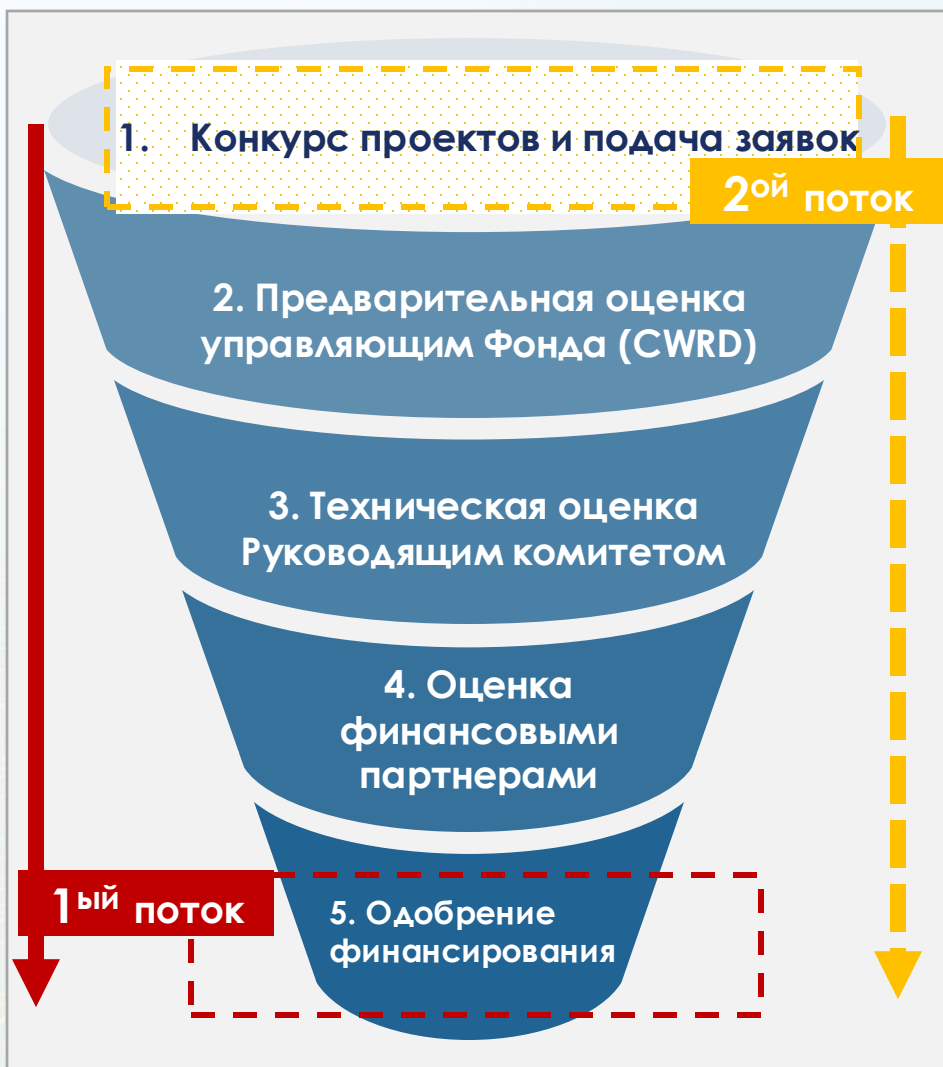 1. Конкурс проектов и подача заявок
2ой поток
2. Предварительная оценка
управляющим Фонда (CWRD)
3. Техническая оценка
Руководящим комитетом
4. Оценка
финансовыми
партнерами
1ый поток
5. Одобрение
финансирования